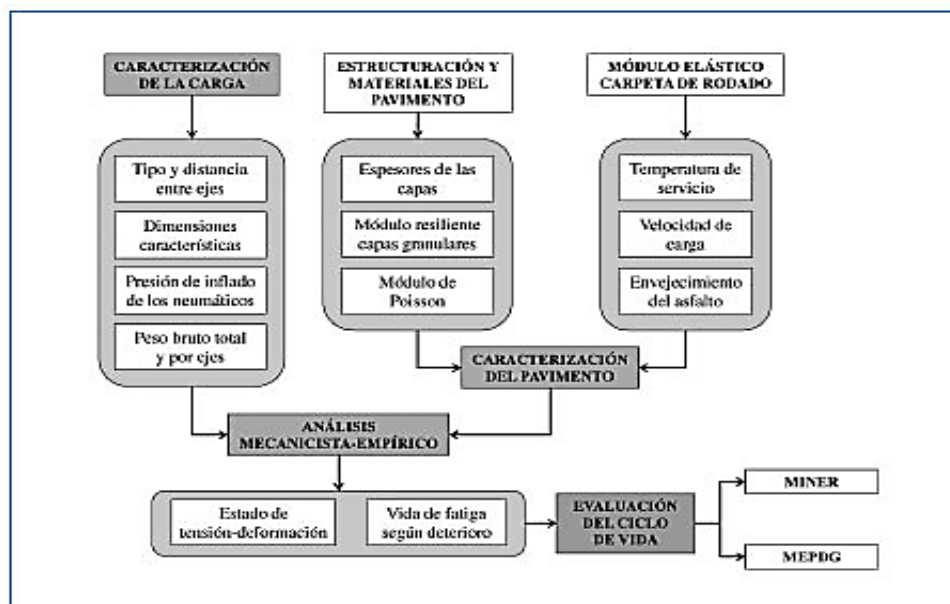 CARACTERIZACIÓN
DE LA CARGA
ESTRUCTURACIÓN Y
MATERIALES DEL
PAVIMENTO
MÓDULO ELÁSTICO
CARPETA DE RODADO
Tipo y distancia
entre ejes
Dimensiones
características
Presión de inflado
de los neumáticos
Peso bruto total
y por ejes
Espesores de las
capas
Módulo resiliente
capas granulares
Módulo de
Poisson
Temperatura de
servicio
Velocidad de
carga
Envejecimiento
del asfalto
CARACTERIZACIÓN
DEL PAVIMENTO
ANÁLISIS
MECANICISTA-EMPÍRICO
Estado de
tensión-deformación
Vida de fatiga
según deterioro
EVALUACIÓN
DEL CICLO
DE VIDA
MINER
MEPDG